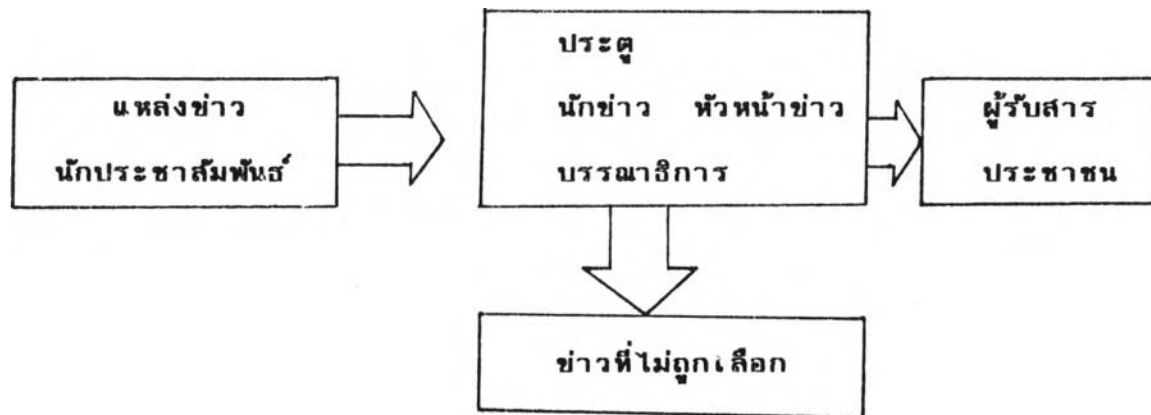 แหล่งข่าว
นักประชาสัมพันธ์
ประตู
นักข่าว หัวหน้าข่าว
บรรณาธิการ
ผู้รับสาร
ประชาชน
ข่าวที่ไม่ถูกเลือก